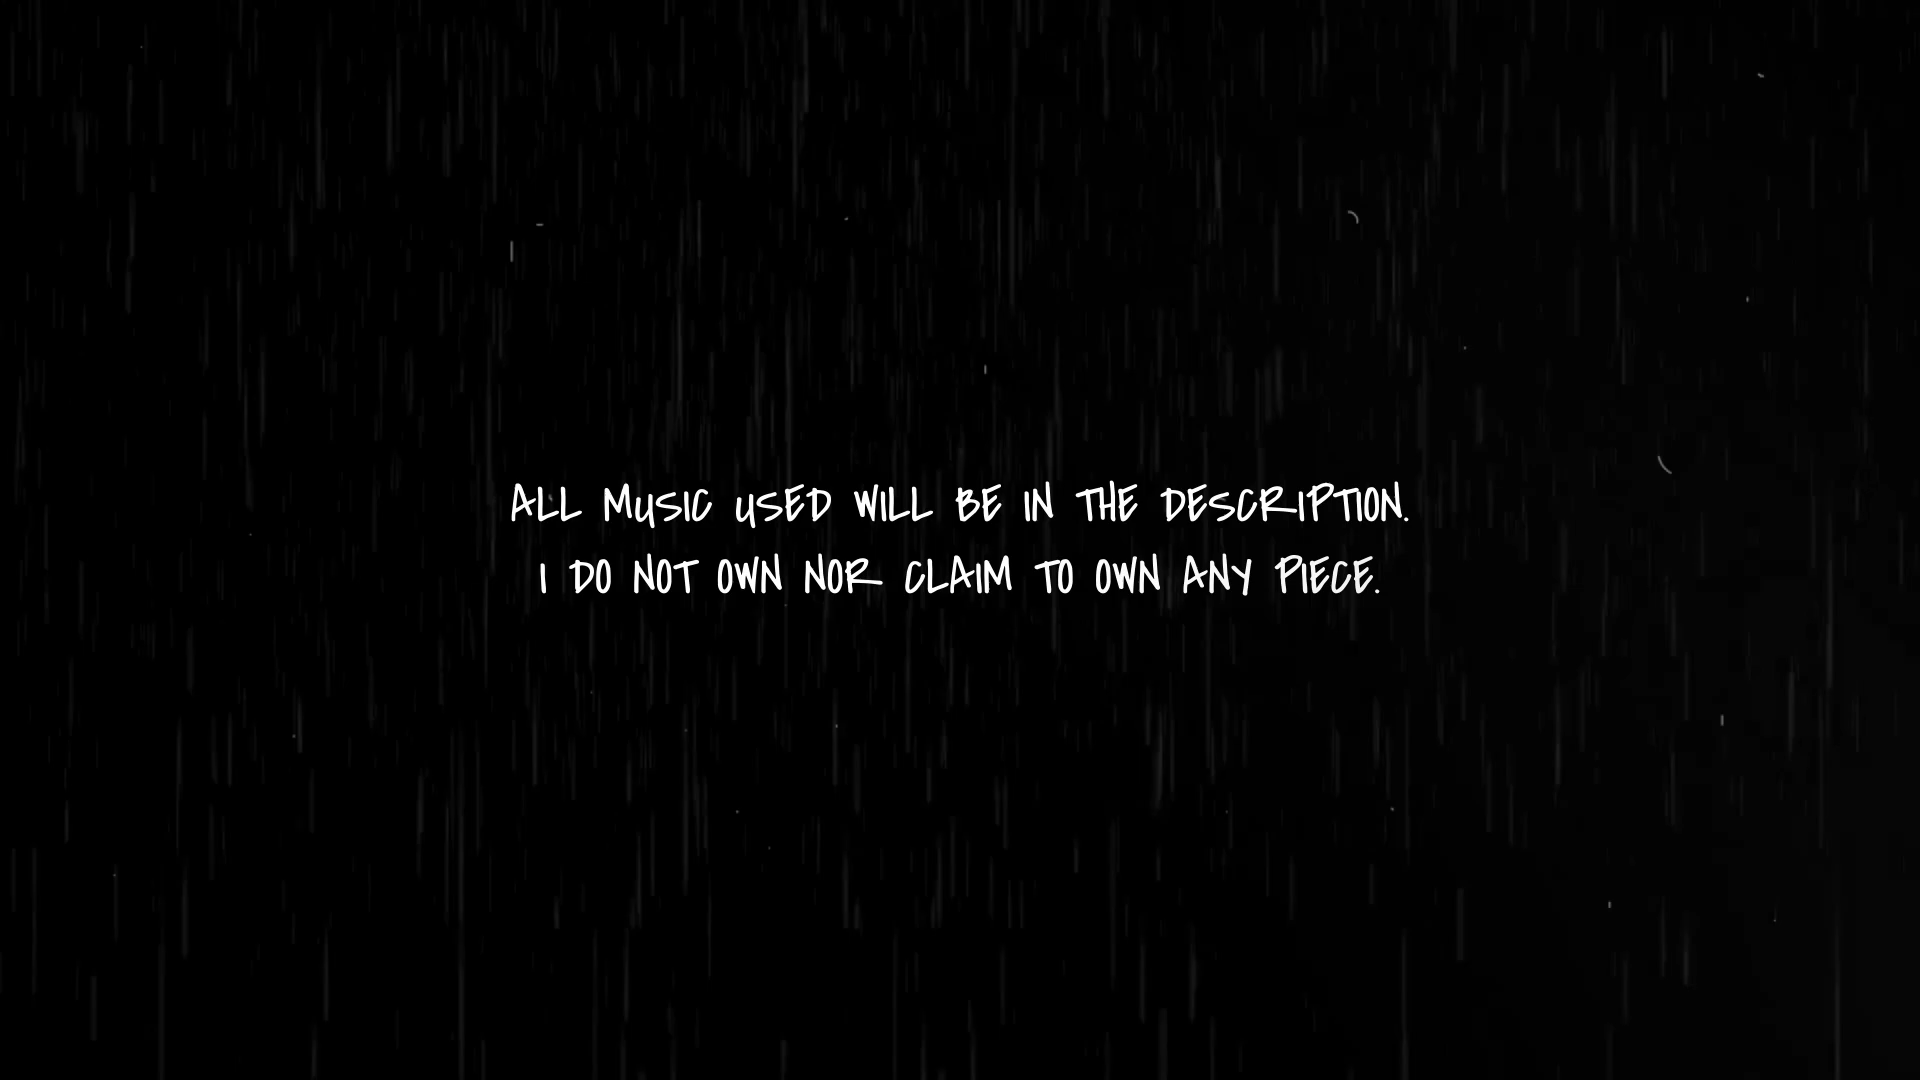 ALL MUSIC USED WILL BE IN THE DESCRIPTION.
I DO NOT OWN NOR CLAIM TO OWN ANY PIECE.